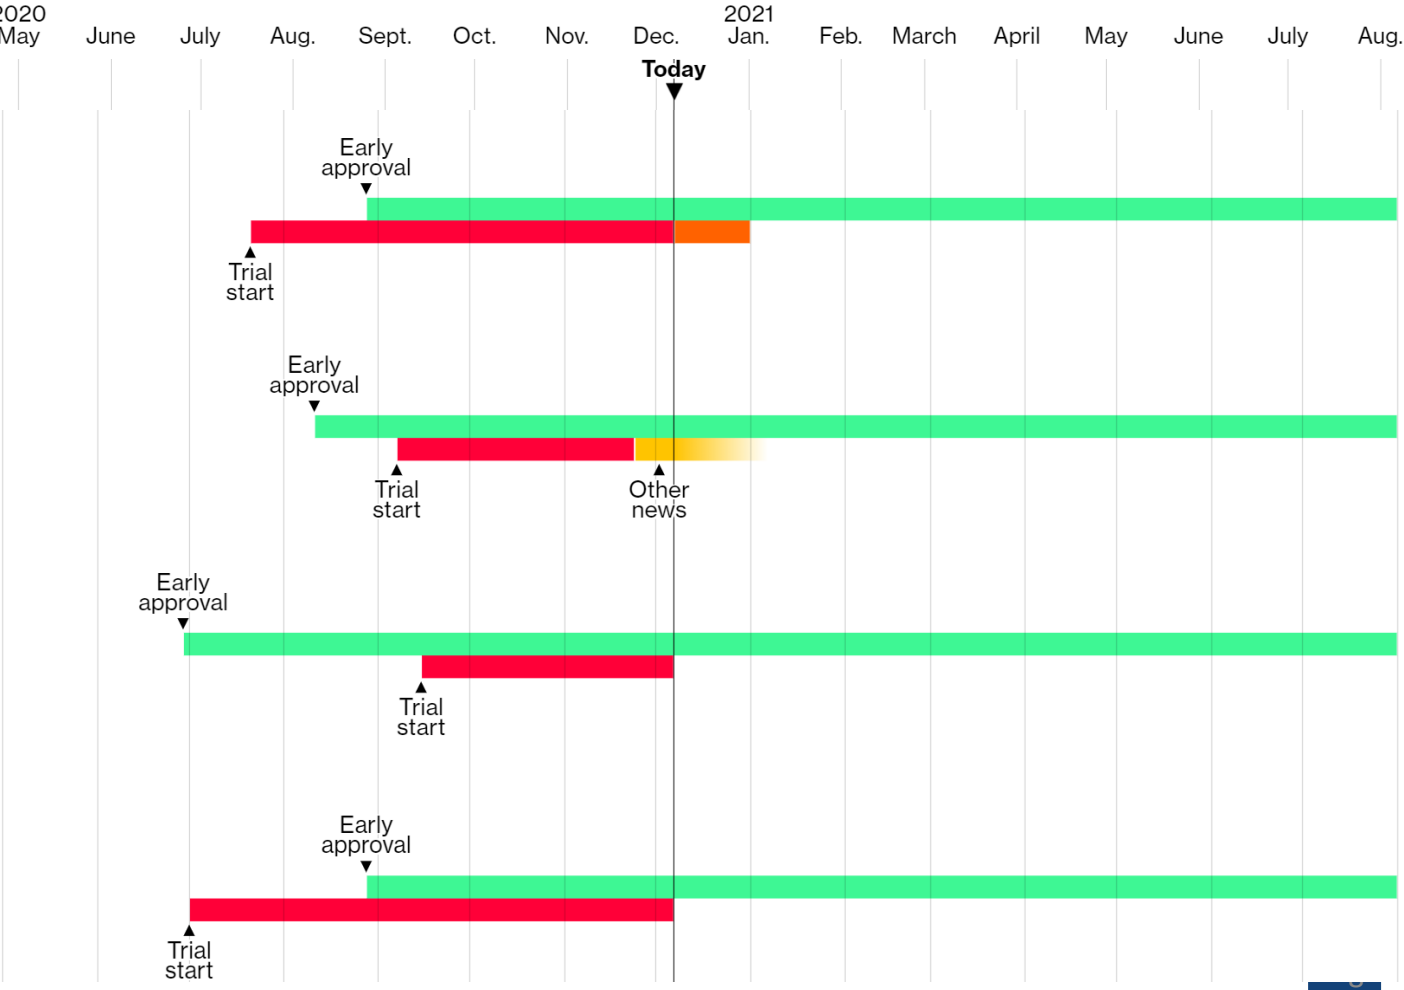 2020
2021
May June July Aug. Sept. Oct. Nov. Dec. Jan. Feb. March April May June July Aug.
Today
Early
approval
Trial
start
Early
approval
Trial
start
Other
news
Early
approval
Trial
start
Early
approval
Trial
start